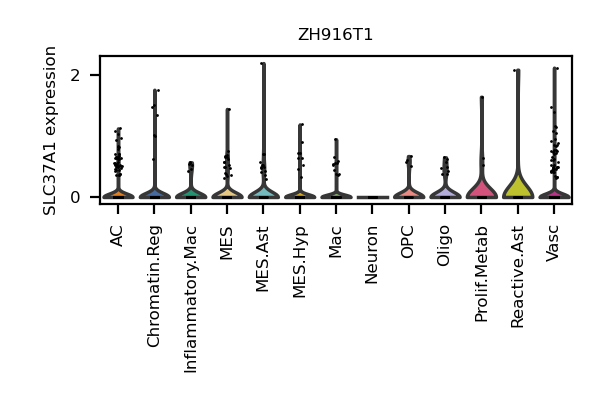 ZH916T1
SLC37A1 expression
2
0
AC
Chromatin.Reg
Inflammatory.Mac
MES
MES.Ast
MES.Hyp
Mac
Neuron
OPC
Oligo
Prolif.Metab
Reactive.Ast
Vasc